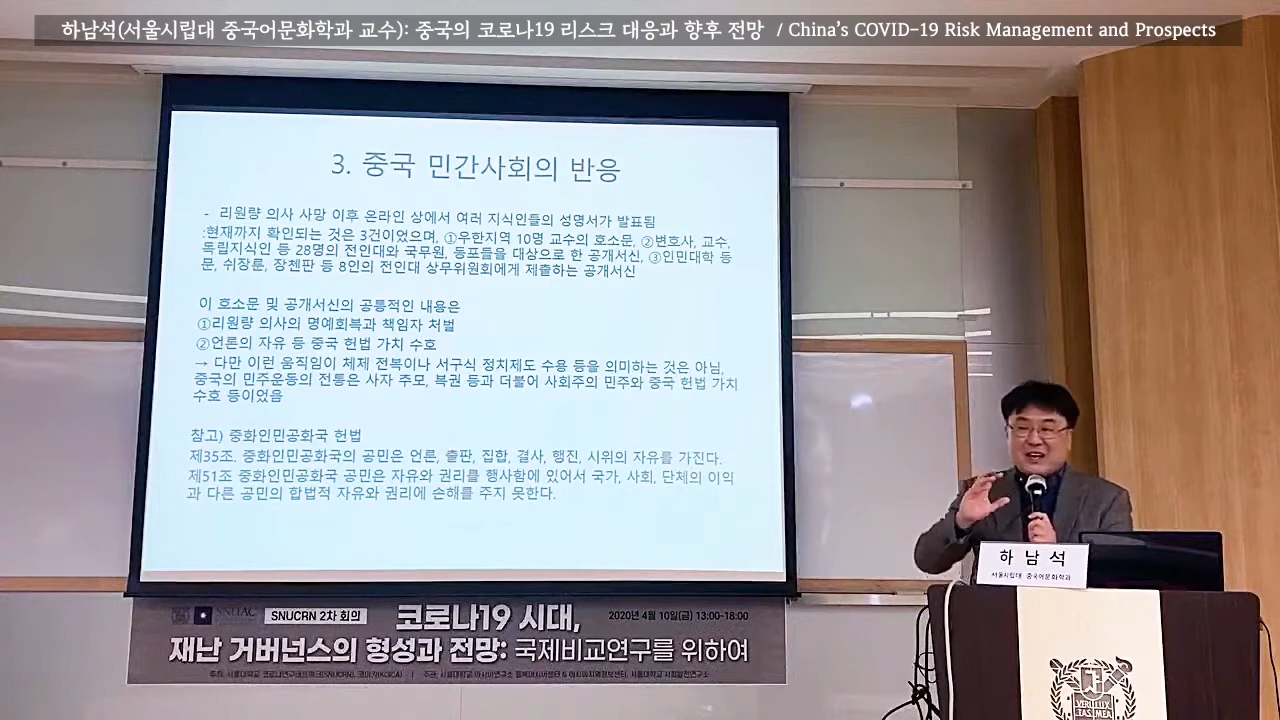 하남석(서울시립대 중국어문화학과 교수): 중국의 코로나19 리스크 대응과 향후 전망 / China's COVID-19 Risk Management and Prospects
3. 중국 민간사회의 반응
- 리원량 의사 사망 이후 온라인 상에서 여러 지식인들의 성명서가 발표됨
:현재까지 확인되는 것은 3건이었으며, ①우한지역 10명 교수의 호소문, ②변호사, 교수,
독립지식인 등 28명의 전인대와 국무원, 동포들을 대상으로 한 공개서신, ③인민대학 동
문, 쉬장룬, 장첸판 등 8인의 전인대 상무위원회에게 제출하는 공개서신
이 호소문 및 공개서신의 공통적인 내용은
①리원량 의사의 명예회복과 책임자 처벌
②언론의 자유 등 중국 헌법 가치 수호
→ 다만 이런 움직임이 체제 전복이나 서구식 정치제도 수용 등을 의미하는 것은 아님,
중국의 민주운동의 전통은 사자 추모, 복권 등과 더불어 사회주의 민주와 중국 헌법 가치
수호 등이었음
참고) 중화인민공화국 헌법
제35조. 중화인민공화국의 공민은 언론, 출판, 집합, 결사, 행진, 시위의 자유를 가진다.
제51조 중화인민공화국 공민은 자유와 권리를 행사함에 있어서 국가, 사회, 단체의 이익
과 다른 공민의 합법적 자유와 권리에 손해를 주지 못한다.
하 남 석
서울시립대 중국어문화학과
SNUAC
SNUCRN 2차 회의
코로나19 시대,
2020년 4월 10일(금) 13:00-18:00
재난 거버넌스의 형성과 전망: 국제비교연구를 위하여
VERI LUX
TAS MEA